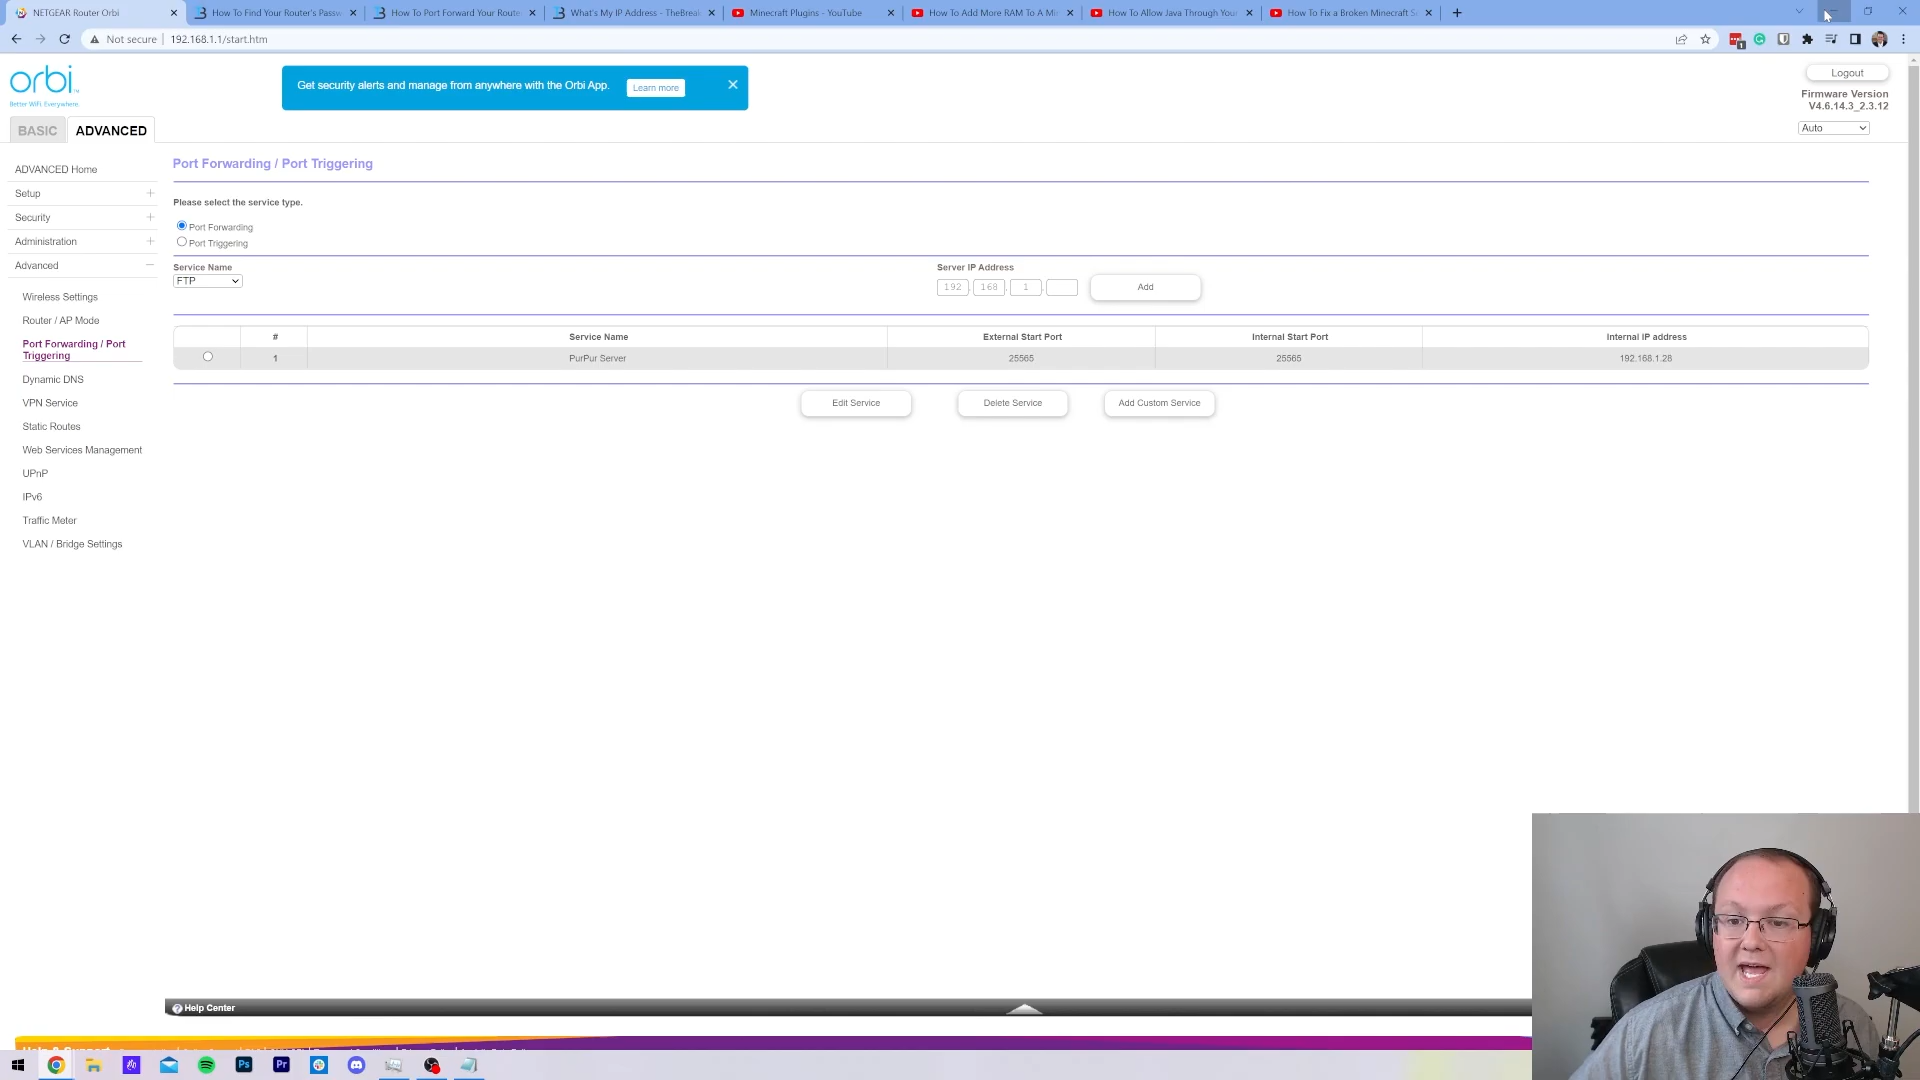 NETGEAR Router Orbi
How To Find Your Router's Passw
How To Port Forward Your Route
What's My IP Address - TheBreak
Minecraft Plugins - YouTube
How To Add More RAM To A Mi
How To Allow Java Through Your
How To Fix a Broken Minecraft S
Not secure
192.168.1.1/start.htm
orbi
Better WiFi. Everywhere.
Get security alerts and manage from anywhere with the Orbi App.
Learn more
Logout
Firmware Version
V4.6.14.3_2.3.12
Auto
BASIC
ADVANCED
ADVANCED Home
Setup
Security
Administration
Advanced
Wireless Settings
Router / AP Mode
Port Forwarding / Port
Triggering
Dynamic DNS
VPN Service
Static Routes
Web Services Management
UPnP
IPv6
Traffic Meter
VLAN / Bridge Settings
Port Forwarding / Port Triggering
Please select the service type.
Port Forwarding
Port Triggering
Service Name
FTP
Server IP Address
192 . 168 . 1 .
Add
# Service Name External Start Port Internal Start Port Internal IP address
1 PurPur Server 25565 25565 192.168.1.28
Edit Service
Delete Service
Add Custom Service
Help Center
Ps
Pr